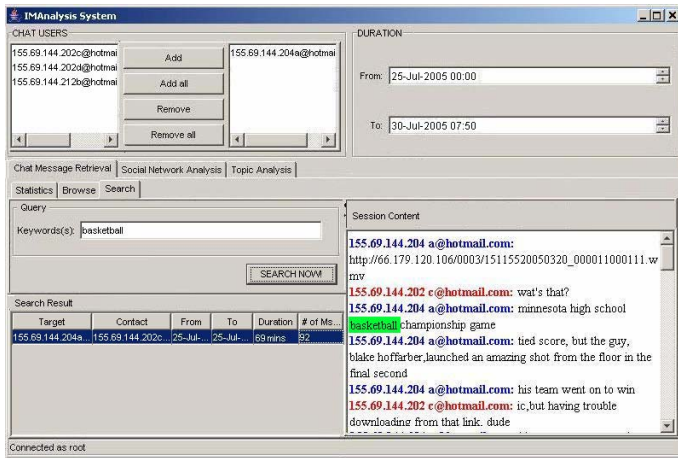 IMAnalysis System
CHAT USERS
155.69.144.202c@hotmai
155.69.144.202d@hotmai
155.69.144.212b@hotmai
Add
Add all
Remove
Remove all
155.69.144.204a@hotmai
DURATION
From: 25-Jul-2005 00:00
To: 30-Jul-2005 07:50
Chat Message Retrieval Social Network Analysis Topic Analysis
Statistics Browse Search
Query
Keywords(s): basketball
SEARCH NOW!
Search Result
Target Contact From To Duration # of Ms...
155.69.144.204a... 155.69.144.202c... 25-Jul-... 25-Jul-... 69 mins 92
Session Content
155.69.144.204 a@hotmail.com:
http://66.179.120.106/0003/15115520050320_000011000111.w
mv
155.69.144.202 c@hotmail.com: wat's that?
155.69.144.204 a@hotmail.com: minnesota high school
basketball championship game
155.69.144.204 a@hotmail.com: tied score, but the guy,
blake hoffarber,launched an amazing shot from the floor in the
final second
155.69.144.204 a@hotmail.com: his team went on to win
155.69.144.202 c@hotmail.com: ic,but having trouble
downloading from that link. dude
Connected as root